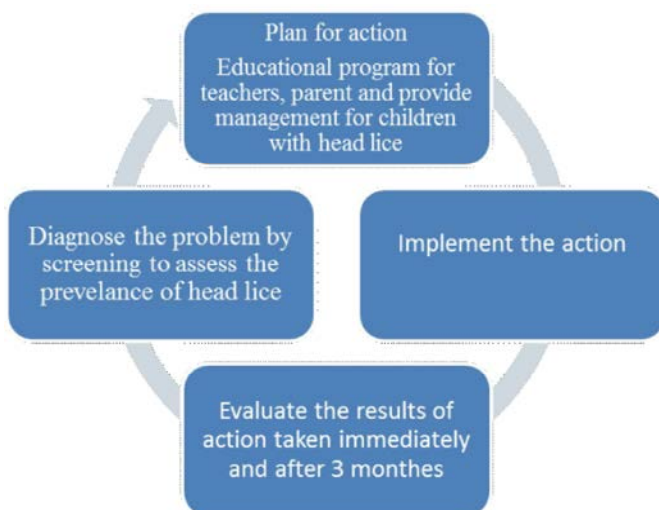 Plan for action
Educational program for
teachers, parent and provide
management for children
with head lice
Diagnose the problem by
screening to assess the
prevelance of head lice
Implement the action
Evaluate the results of
action taken immediately
and after 3 monthes